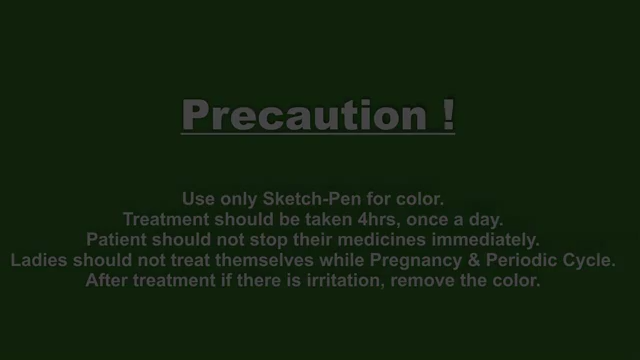 Precaution !
Use only Sketch-Pen for color.
Treatment should be taken 4hrs, once a day.
Patient should not stop their medicines immediately.
Ladies should not treat themselves while Pregnancy & Periodic Cycle.
After treatment if there is irritation, remove the color.